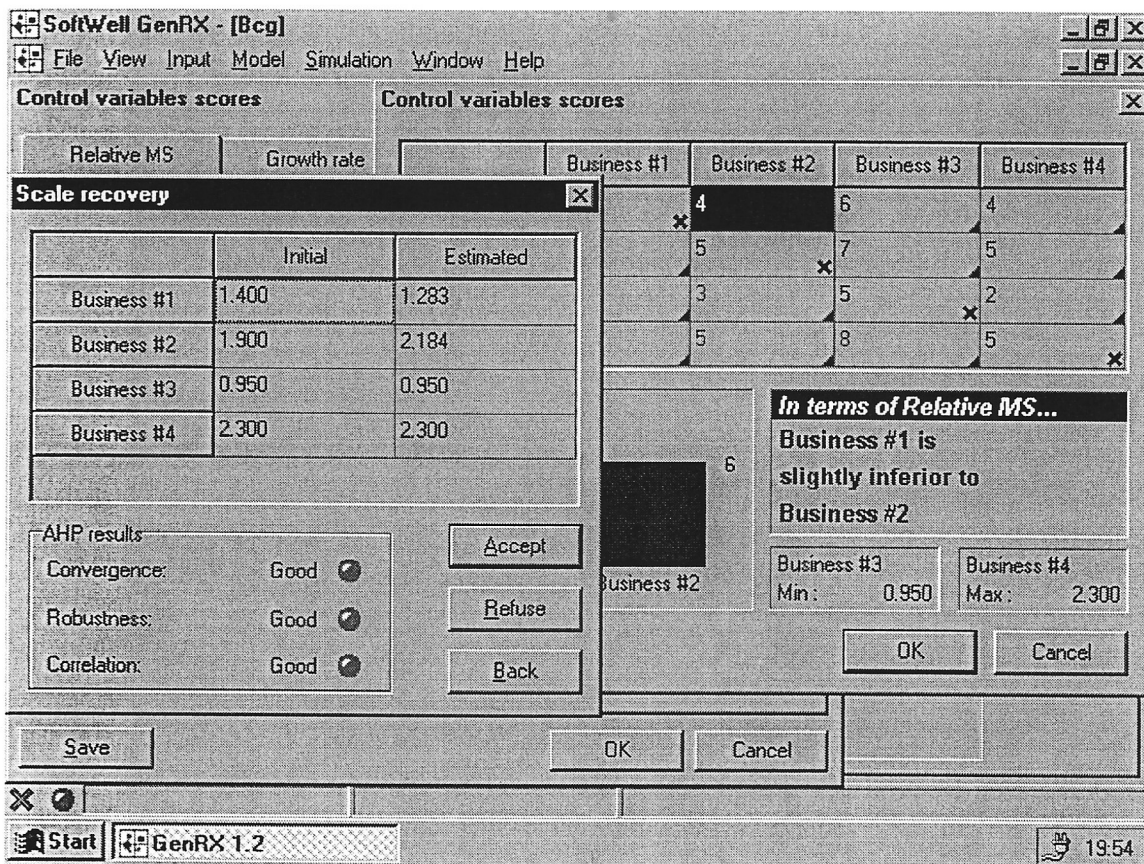 SoftWell GenRX - [Bcg]
File View Input Model Simulation Window Help
Control variables scores
Control variables scores
Relative MS
Growth rate
Business #1 Business #2 Business #3 Business #4
4 6 4
5 7 5
3 5 2
5 8 5
Scale recovery
Initial Estimated
Business #1 1.400 1.283
Business #2 1.900 2.184
Business #3 0.950 0.950
Business #4 2.300 2.300
AHP results
Convergence: Good
Robustness: Good
Correlation: Good
Accept
Refuse
Back
6
Business #2
In terms of Relative MS...
Business #1 is
slightly inferior to
Business #2
Business #3
Min : 0.950
Business #4
Max : 2.300
OK Cancel
Save
OK Cancel
Start GenRX 1.2 19:54